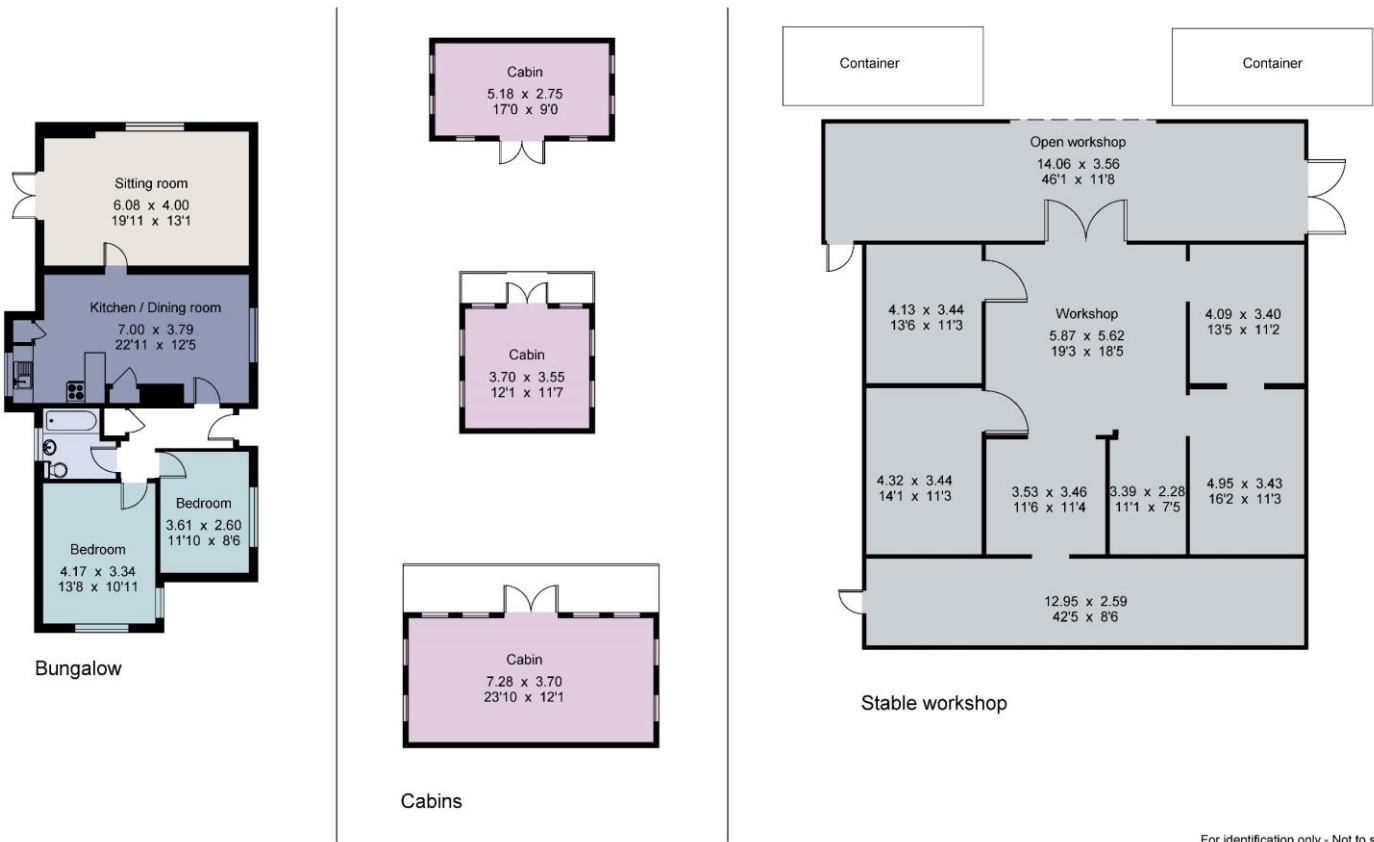 Sitting room
6.08 x 4.00
19'11 x 13'1
Kitchen / Dining room
7.00 x 3.79
22'11 x 12'5
Bedroom
3.61 x 2.60
11'10 x 8'6
Bedroom
4.17 x 3.34
13'8 x 10'11
Bungalow
Cabin
5.18 x 2.75
17'0 x 9'0
Cabin
3.70 x 3.55
12'1 x 11'7
Cabin
7.28 x 3.70
23'10 x 12'1
Cabins
Container
Container
Open workshop
14.06 x 3.56
46'1 x 11'8
4.13 x 3.44
13'6 x 11'3
Workshop
5.87 x 5.62
19'3 x 18'5
4.09 x 3.40
13'5 x 11'2
4.32 x 3.44
14'1 x 11'3
3.53 x 3.46
11'6 x 11'4
3.39 x 2.28
11'1 x 7'5
4.95 x 3.43
16'2 x 11'3
12.95 x 2.59
42'5 x 8'6
Stable workshop
For identification only - Not to s